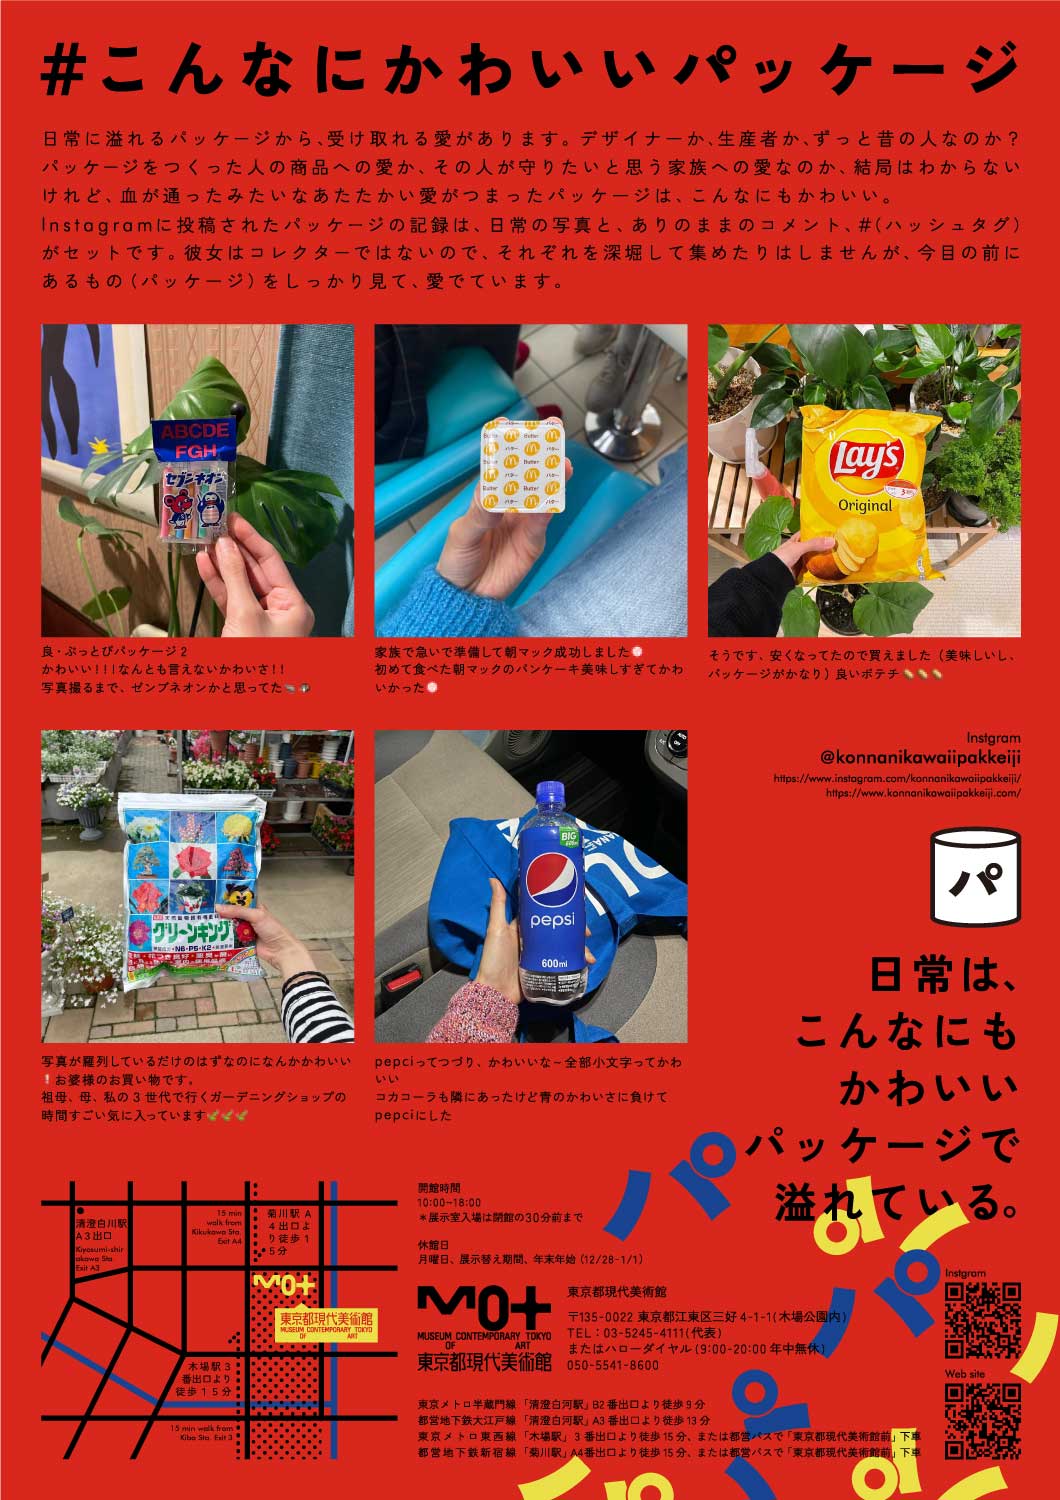 #こんなにかわいいパッケージ
日常に溢れるパッケージから、受け取れる愛があります。デザイナーか、生産者か、ずっと昔の人なのか?
パッケージをつくった人の商品への愛か、その人が守りたいと思う家族への愛なのか、結局はわからない
けれど、血が通ったみたいなあたたかい愛がつまったパッケージは、こんなにもかわいい。
Instagramに投稿されたパッケージの記録は、日常の写真と、ありのままのコメント、#(ハッシュタグ)
がセットです。彼女はコレクターではないので、それぞれを深堀して集めたりはしませんが、今目の前に
あるもの(パッケージ)をしっかり見て、愛でています。
ABCDE
FGH
セブンネオン
Butter
バター
Lay's
Original
良・ぶっとびパッケージ2
かわいい!!!なんとも言えないかわいさ!!
写真撮るまで、ゼンブネオンかと思ってた
家族で急いで準備して朝マック成功しました
初めて食べた朝マックのパンケーキ美味しすぎてかわ
いかった
そうです、安くなってたので買えました(美味しいし、
パッケージがかなり)良いポテチ
グリーンキング
N6・P5・K2
BIG
600ml
pepsi
600ml
Instgram
@konnanikawaiipakkeiji
https://www.instagram.com/konnanikawaiipakkeiji/
https://www.konnanikawaiipakkeiji.com/
パ
日常は、
こんなにも
かわいい
パッケージで
溢れている。
写真が羅列しているだけのはずなのになんかかわいい
!お婆様のお買い物です。
祖母、母、私の3世代で行くガーデニングショップの
時間すごい気に入っています
pepciってつづり、かわいいな~全部小文字ってかわ
いい
コカコーラも隣にあったけど青のかわいさに負けて
pepciにした
清澄白川駅
A3出口
Kiyosumi-shir
akawa Sta.
Exit A3
15 min
walk from
Kikukawa Sta.
Exit A4
菊川駅A
4出口よ
り徒歩1
5分
MO+
東京都現代美術館
MUSEUM CONTEMPORARY TOKYO
OF ART
木場駅3
番出口より
徒歩15分
15 min walk from
Kiba Sta. Exit 3
開館時間
10:00-18:00
*展示室入場は閉館の30分前まで
休館日
月曜日、展示替え期間、年末年始(12/28-1/1)
MO+
MUSEUM CONTEMPORARY TOKYO
OF ART
東京都現代美術館
東京都現代美術館
〒135-0022 東京都江東区三好4-1-1(木場公園内)
TEL:03-5245-4111(代表)
またはハローダイヤル(9:00-20:00 年中無休)
050-5541-8600
東京メトロ半蔵門線「清澄白河駅」B2番出口より徒歩9分
都営地下鉄大江戸線「清澄白河駅」A3番出口より徒歩13分
東京メトロ東西線「木場駅」3番出口より徒歩15分、または都営バスで「東京都現代美術館前」下車
都営地下鉄新宿線「菊川駅」A4番出口より徒歩15分、または都営バスで「東京都現代美術館前」下車
Instgram
Web site
パ
パ
パ
パ
パ
パ